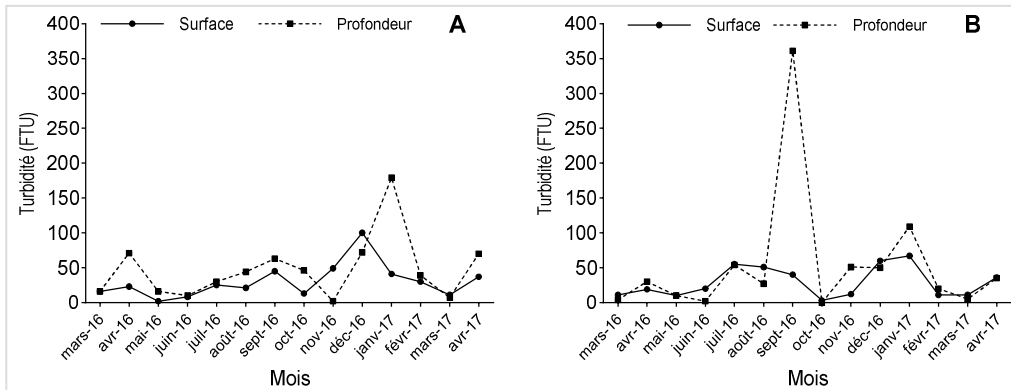 Surface Profondeur A
400
350
300
250
200
150
100
50
0
Turbidité (FTU)
mars-16 avr-16 mai-16 juin-16 juil-16 août-16 sept-16 oct-16 nov-16 déc-16 janv-17 févr-17 mars-17 avr-17
Mois
Surface Profondeur B
400
350
300
250
200
150
100
50
0
Turbidité (FTU)
mars-16 avr-16 mai-16 juin-16 juil-16 août-16 sept-16 oct-16 nov-16 déc-16 janv-17 févr-17 mars-17 avr-17
Mois